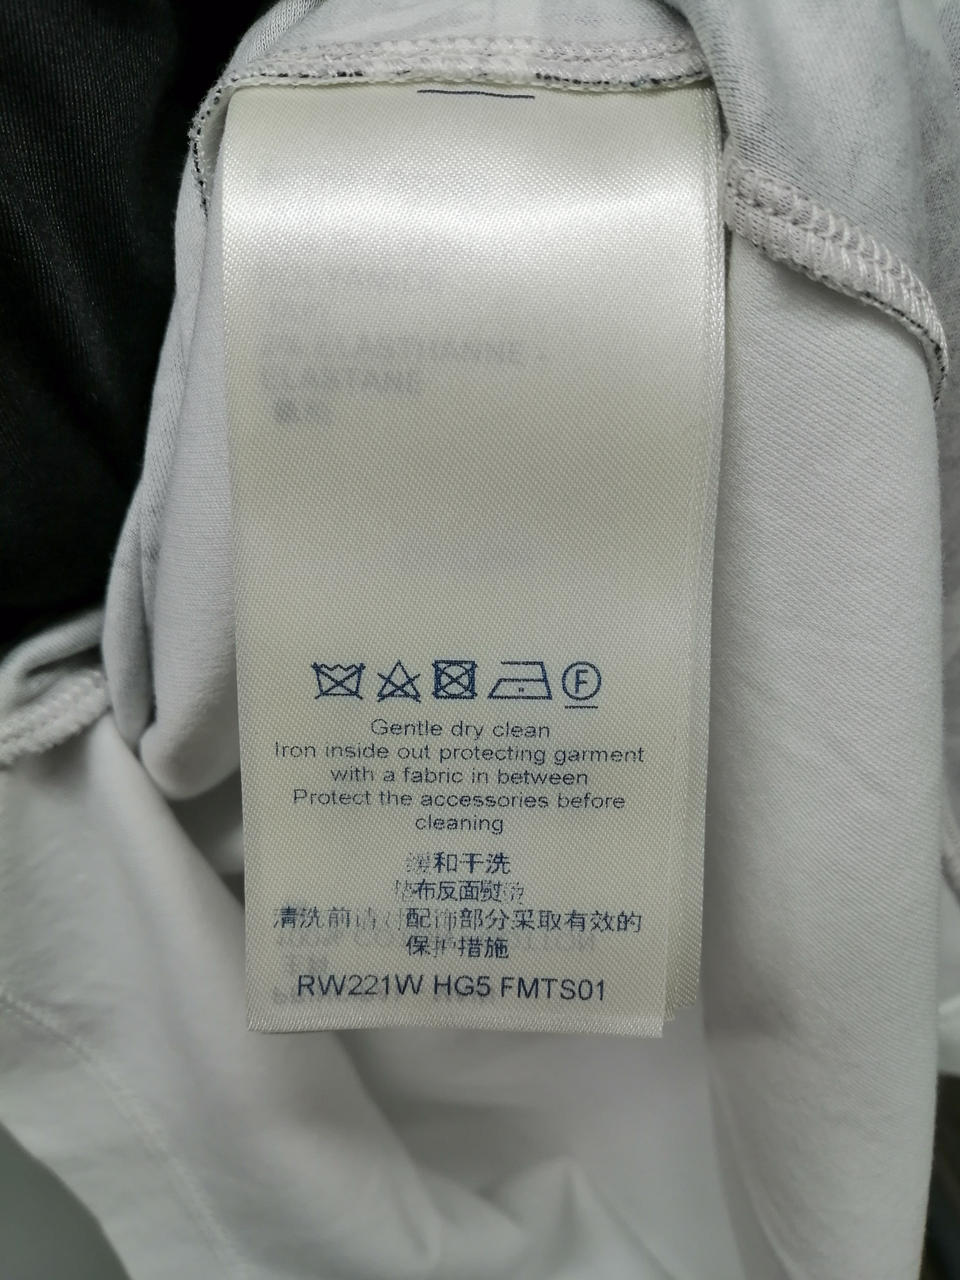 ELASTHANNE -
ELASTANE
F
Gentle dry clean
Iron inside out protecting garment
with a fabric in between
Protect the accessories before
cleaning
缓和干洗
垫布反面熨烫
清洗前请对配饰部分采取有效的
保护措施
RW221W HG5 FMTS01